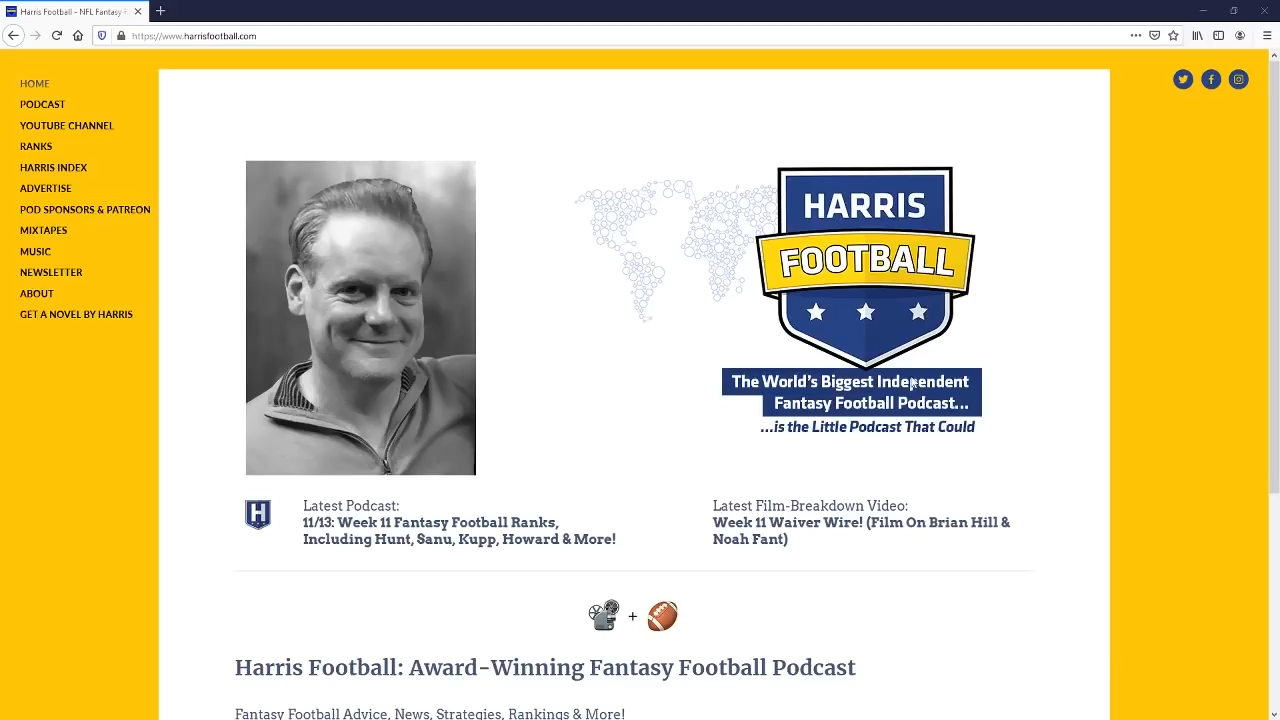 Harris Football - NFL Fantasy F
https://www.harrisfootball.com
HOME
PODCAST
YOUTUBE CHANNEL
RANKS
HARRIS INDEX
ADVERTISE
POD SPONSORS & PATREON
MIXTAPES
MUSIC
NEWSLETTER
ABOUT
GET A NOVEL BY HARRIS
HARRIS
FOOTBALL
The World's Biggest Independent
Fantasy Football Podcast...
...is the Little Podcast That Could
H
Latest Podcast:
11/13: Week 11 Fantasy Football Ranks,
Including Hunt, Sanu, Kupp, Howard & More!
Latest Film-Breakdown Video:
Week 11 Waiver Wire! (Film On Brian Hill &
Noah Fant)
+
Harris Football: Award-Winning Fantasy Football Podcast
Fantasy Football Advice, News, Strategies, Rankings & More!